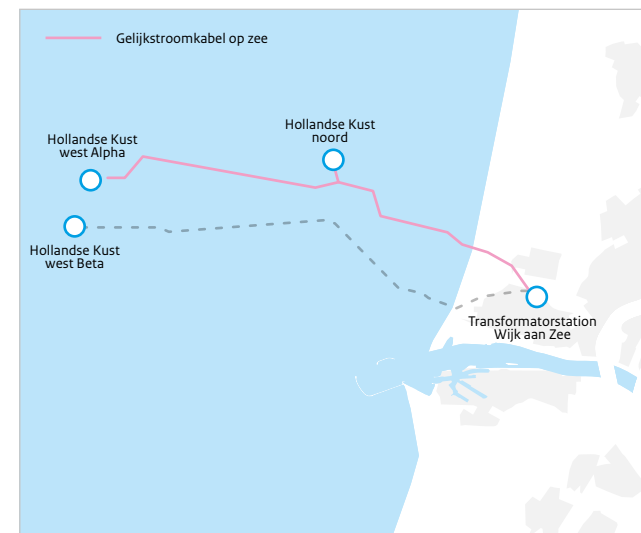 Gelijkstroomkabel op zee
Hollandse Kust
noord
Hollandse Kust
west Alpha
Hollandse Kust
west Beta
Transformatorstation
Wijk aan Zee